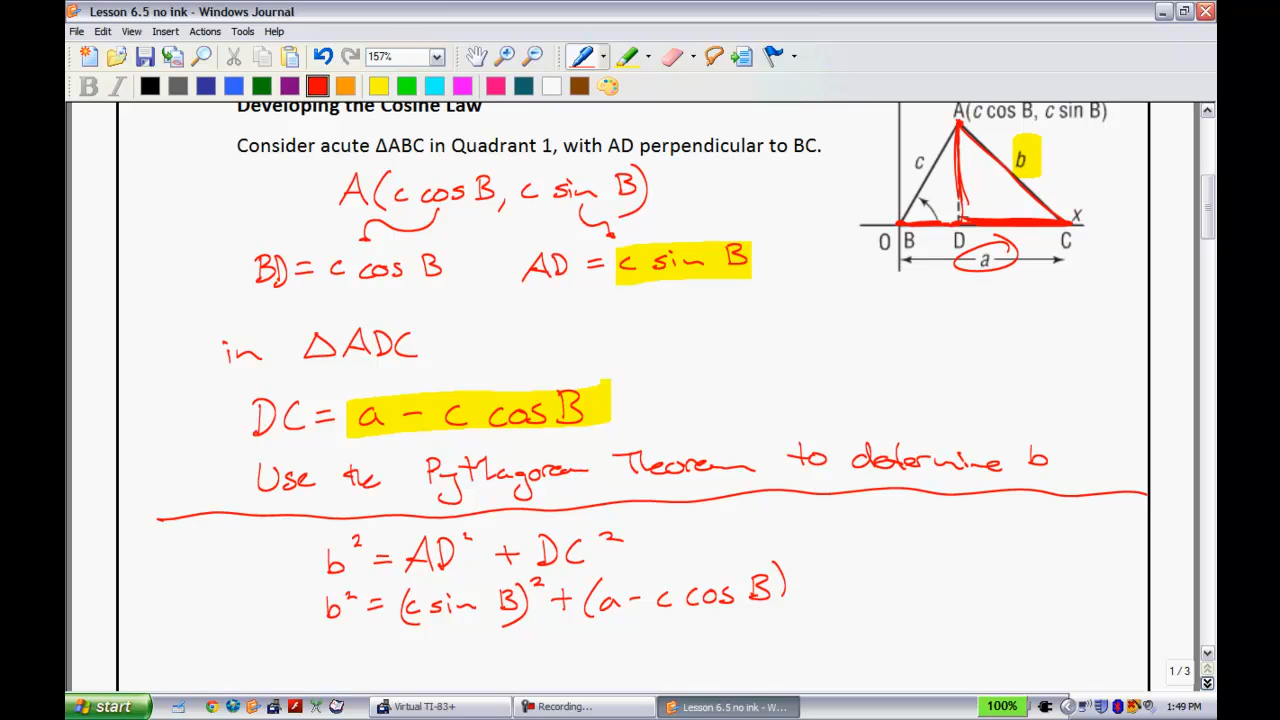 Lesson 6.5 no ink - Windows Journal
File Edit View Insert Actions Tools Help
157%
B I
Developing the Cosine Law
A(c cos B, c sin B)
Consider acute ΔABC in Quadrant 1, with AD perpendicular to BC.
c
b
A(c cos B, c sin B)
x
O B D C
a
BD = c cos B AD = c sin B
in ΔADC
DC = a - c cos B
Use the Pythagorean Theorem to determine b
b² = AD² + DC²
b² = (c sin B)² + (a - c cos B)
1/3
start Virtual TI-83+ Recording... Lesson 6.5 no ink - W... 100% 1:49 PM